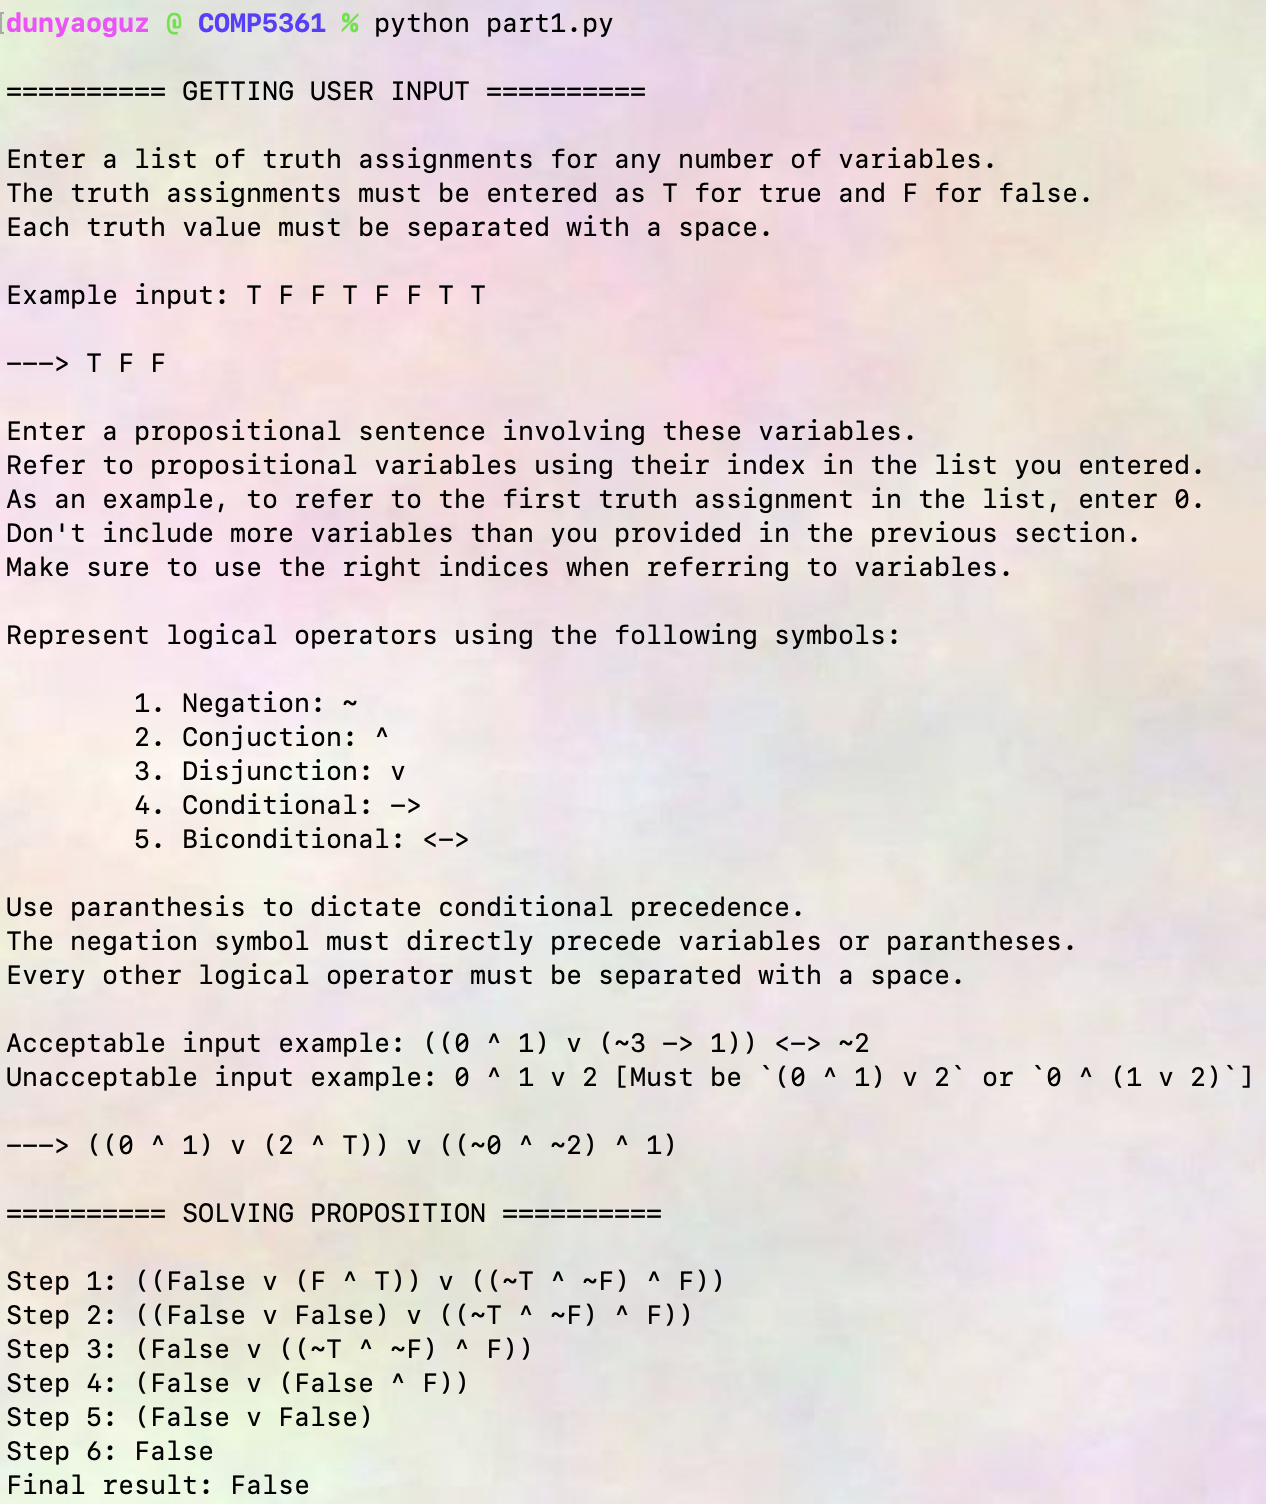 [dunyaoguz @ COMP5361 % python part1.py
========== GETTING USER INPUT ==========
Enter a list of truth assignments for any number of variables.
The truth assignments must be entered as T for true and F for false.
Each truth value must be separated with a space.
Example input: T F F T F F T T
---> T F F
Enter a propositional sentence involving these variables.
Refer to propositional variables using their index in the list you entered.
As an example, to refer to the first truth assignment in the list, enter 0.
Don't include more variables than you provided in the previous section.
Make sure to use the right indices when referring to variables.
Represent logical operators using the following symbols:
1. Negation: ~
2. Conjuction: ^
3. Disjunction: v
4. Conditional: ->
5. Biconditional: <->
Use paranthesis to dictate conditional precedence.
The negation symbol must directly precede variables or parantheses.
Every other logical operator must be separated with a space.
Acceptable input example: ((0 ^ 1) v (~3 -> 1)) <-> ~2
Unacceptable input example: 0 ^ 1 v 2 [Must be `(0 ^ 1) v 2` or `0 ^ (1 v 2)`]
---> ((0 ^ 1) v (2 ^ T)) v ((~0 ^ ~2) ^ 1)
========== SOLVING PROPOSITION ==========
Step 1: ((False v (F ^ T)) v ((~T ^ ~F) ^ F))
Step 2: ((False v False) v ((~T ^ ~F) ^ F))
Step 3: (False v ((~T ^ ~F) ^ F))
Step 4: (False v (False ^ F))
Step 5: (False v False)
Step 6: False
Final result: False